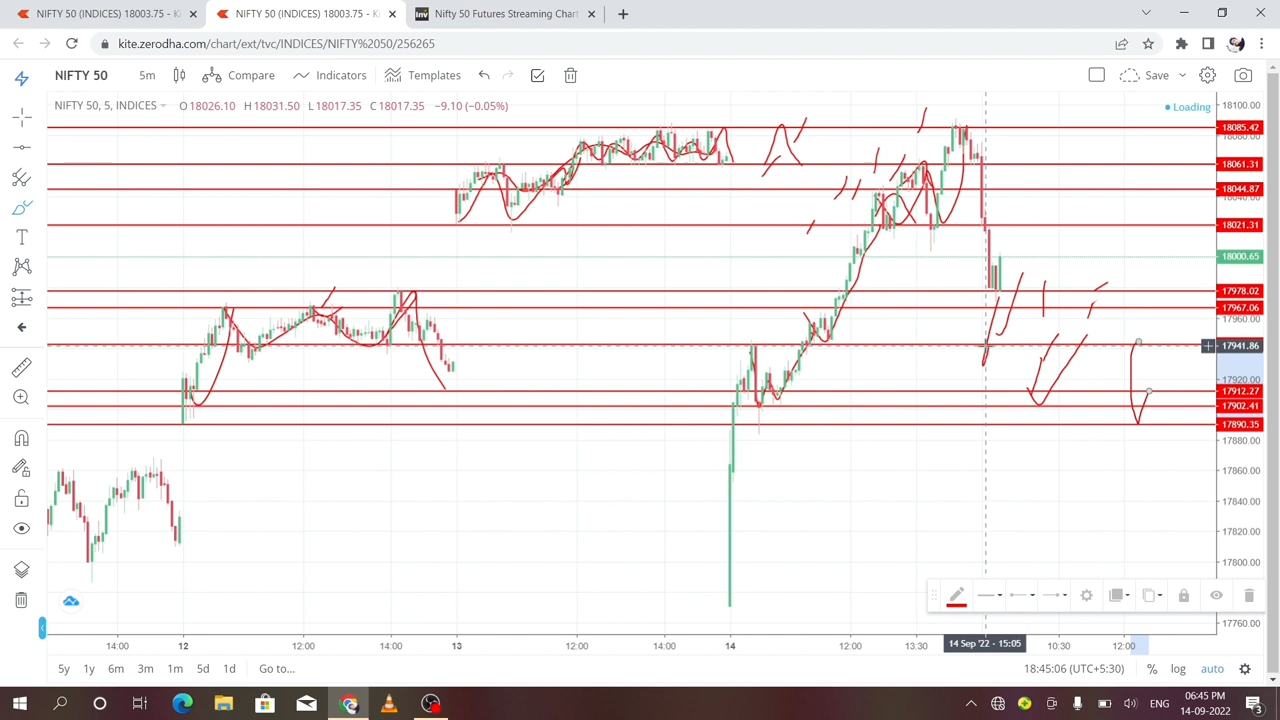 NIFTY 50 (INDICES) 18003.75 · - Ki
NIFTY 50 (INDICES) 18003.75 · - Ki
Inv Nifty 50 Futures Streaming Chart
kite.zerodha.com/chart/ext/tvc/INDICES/NIFTY%2050/256265
NIFTY 50 5m Compare Indicators Templates Save
NIFTY 50, 5, INDICES O18026.10 H18031.50 L18017.35 C18017.35 −9.10 (−0.05%)
Loading
18100.00
18085.42
18061.31
18044.87
18021.31
18000.65
17978.02
17967.06
17960.00
17941.86
17920.00
17912.27
17902.41
17890.35
17880.00
17860.00
17840.00
17820.00
17800.00
17760.00
14:00 12 12:00 14:00 13 12:00 14:00 14 12:00 13:30 14 Sep '22 - 15:05 10:30 12:00
5y 1y 6m 3m 1m 5d 1d Go to... 18:45:06 (UTC+5:30) % log auto
ENG 06:45 PM
14-09-2022 3